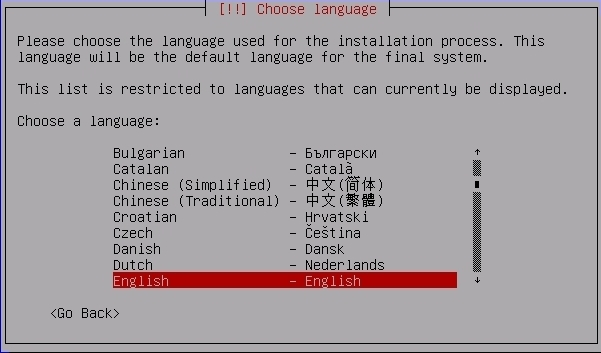 [!!] Choose language
Please choose the language used for the installation process. This
language will be the default language for the final system.
This list is restricted to languages that can currently be displayed.
Choose a language:
Bulgarian - Български
Catalan - Català
Chinese (Simplified) - 中文(简体)
Chinese (Traditional) - 中文(繁體)
Croatian - Hrvatski
Czech - Čeština
Danish - Dansk
Dutch - Nederlands
English - English
<Go Back>